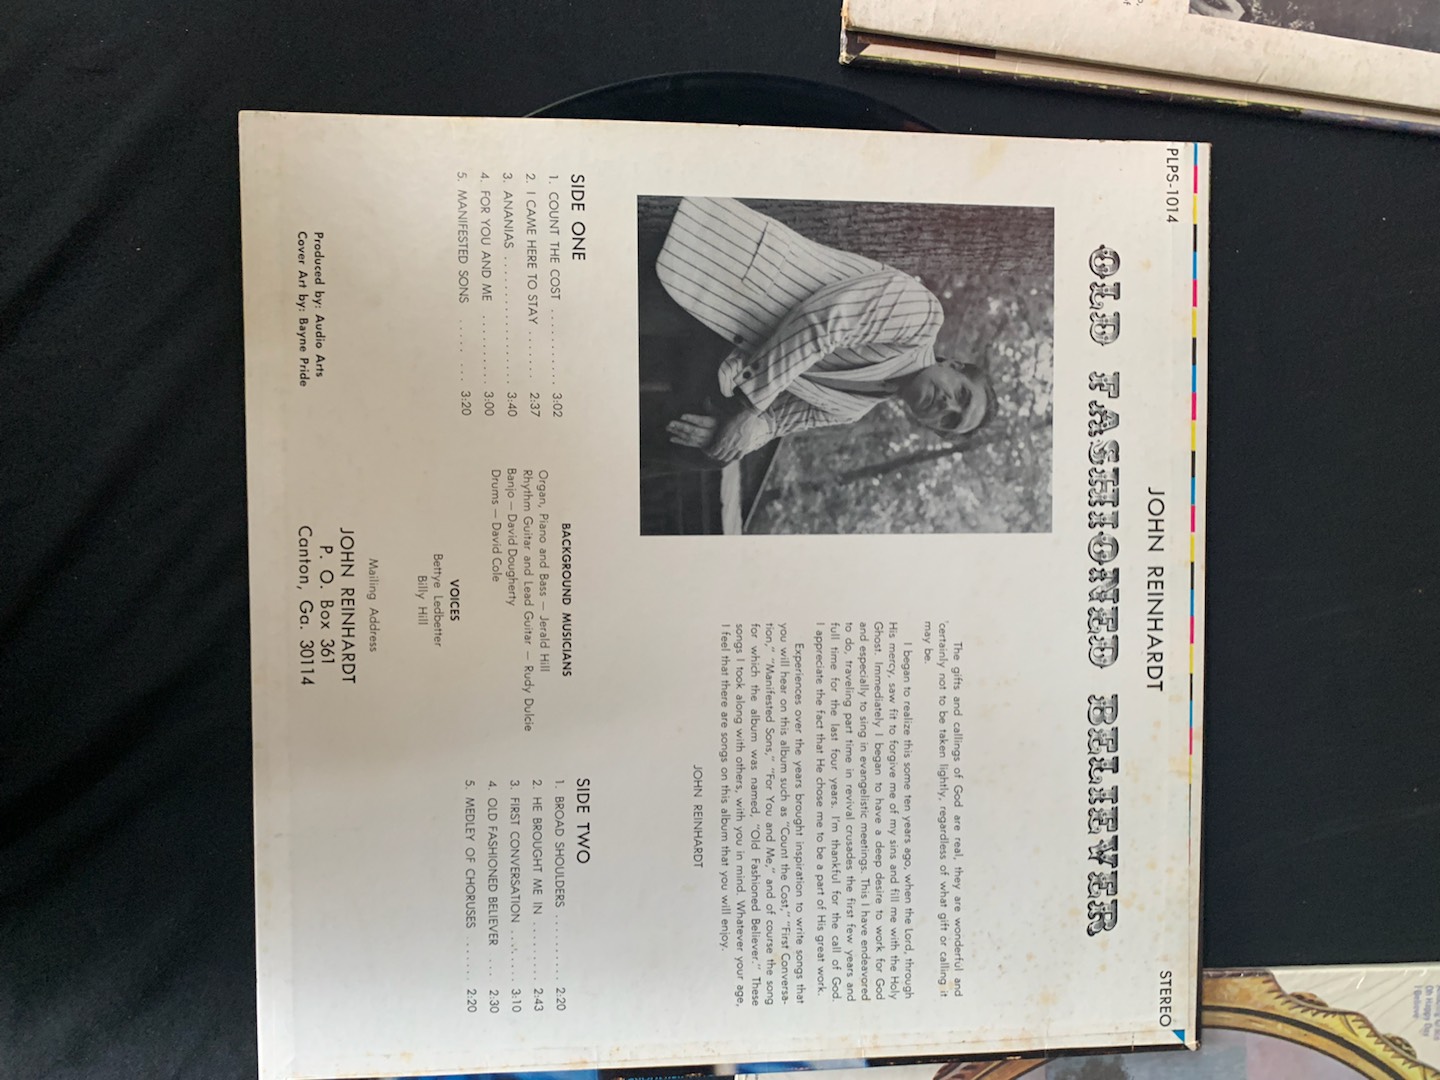 PLPS-1014
JOHN REINHARDT
STEREO
OLD FASHIONED BELIEVER
The gifts and callings of God are real, they are wonderful and
certainly not to be taken lightly, regardless of what gift or calling it
may be.
I began to realize this some ten years ago, when the Lord, through
His mercy, saw fit to forgive me of my sins and fill me with the Holy
Ghost. Immediately I began to have a deep desire to work for God
and especially to sing in evangelistic meetings. This I have endeavored
to do, traveling part time in revival crusades the first few years and
full time for the last four years. I'm thankful for the call of God.
I appreciate the fact that He chose me to be a part of His great work.
Experiences over the years brought inspiration to write songs that
you will hear on this album such as "Count the Cost," "First Conversa-
tion," "Manifested Sons," "For You and Me," and of course the song
for which the album was named, "Old Fashioned Believer." These
songs I took along with others, with you in mind. Whatever your age,
I feel that there are songs on this album that you will enjoy.
JOHN REINHARDT
SIDE ONE
1. COUNT THE COST . . . . . . . . . . 3:02
2. I CAME HERE TO STAY . . . . . . . 2:37
3. ANANIAS . . . . . . . . . . . . . . . 3:40
4. FOR YOU AND ME . . . . . . . . . 3:00
5. MANIFESTED SONS . . . . . . . . 3:20
BACKGROUND MUSICIANS
Organ, Piano and Bass — Jerald Hill
Rhythm Guitar and Lead Guitar — Rudy Dulcie
Banjo — David Dougherty
Drums — David Cole
VOICES
Bettye Ledbetter
Billy Hill
SIDE TWO
1. BROAD SHOULDERS . . . . . . . . 2:20
2. HE BROUGHT ME IN . . . . . . . . 2:43
3. FIRST CONVERSATION . . . . . . . 3:10
4. OLD FASHIONED BELIEVER . . . . 2:30
5. MEDLEY OF CHORUSES . . . . . . 2:20
Produced by: Audio Arts
Cover Art by: Bayne Pride
Mailing Address
JOHN REINHARDT
P. O. Box 361
Canton, Ga. 30114
Oh Happy Day
I Believe